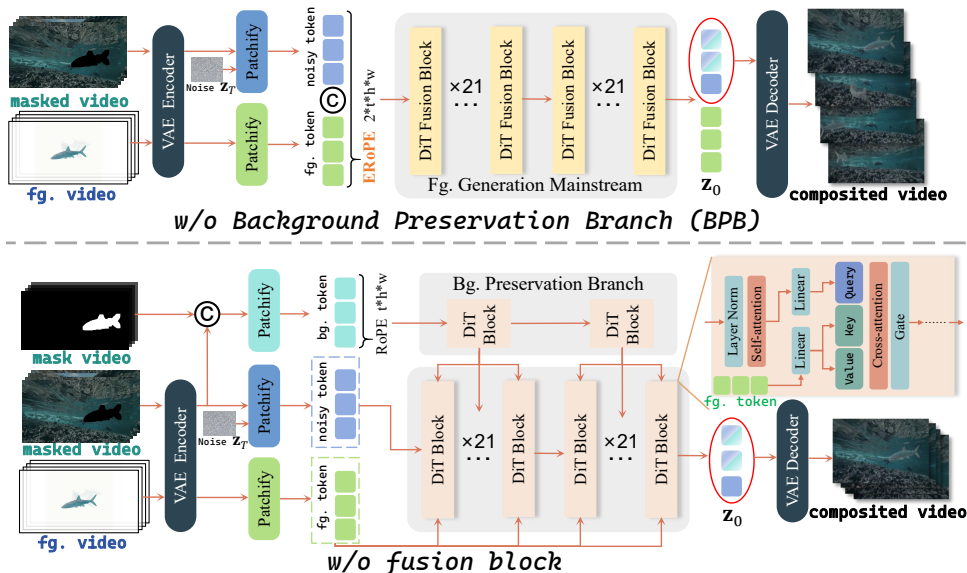 masked video
fg. video
VAE Encoder
Noise z_T
Patchify
Patchify
noisy token
C
fg. token
ERoPE 2*t*h*w
DiT Fusion Block
×21
...
DiT Fusion Block
DiT Fusion Block
×21
...
DiT Fusion Block
Fg. Generation Mainstream
z_0
VAE Decoder
composited video
w/o Background Preservation Branch (BPB)
mask video
masked video
fg. video
VAE Encoder
C
Noise z_T
Patchify
Patchify
Patchify
bg. token
RoPE t*h*w
noisy token
fg. token
Bg. Preservation Branch
DiT Block
DiT Block
DiT Block
×21
...
DiT Block
DiT Block
×21
...
DiT Block
Layer Norm
Self-attention
Linear
Linear
Query
Key
Value
Cross-attention
Gate
fg. token
z_0
VAE Decoder
composited video
w/o fusion block